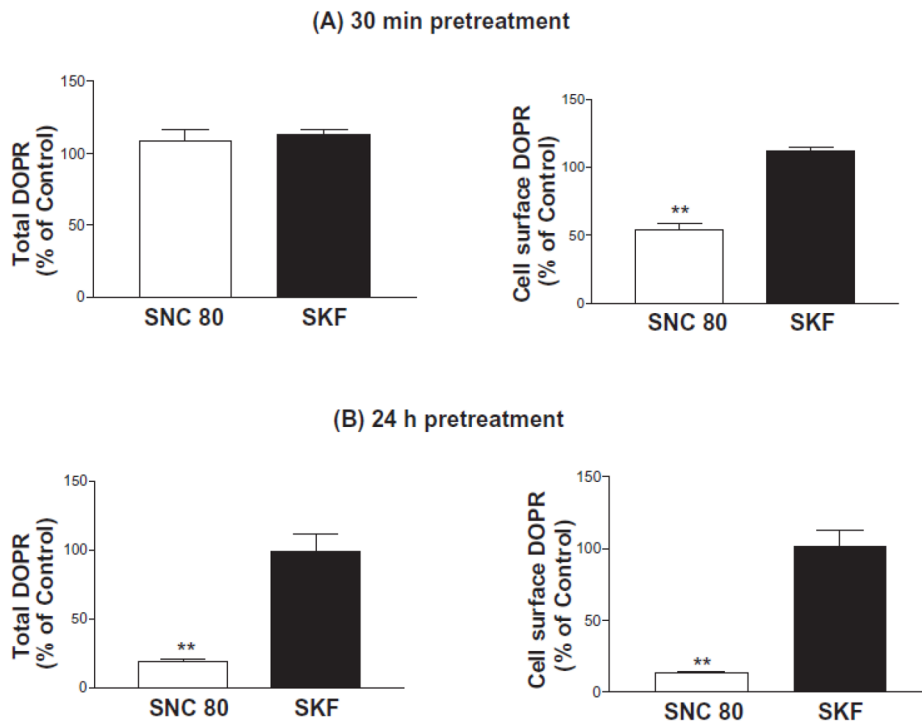 (A) 30 min pretreatment
Total DOPR
(% of Control)
150
100
50
0
SNC 80 SKF
Cell surface DOPR
(% of Control)
150
100
50
0
**
SNC 80 SKF
(B) 24 h pretreatment
Total DOPR
(% of Control)
150
100
50
0
**
SNC 80 SKF
Cell surface DOPR
(% of Control)
150
100
50
0
**
SNC 80 SKF